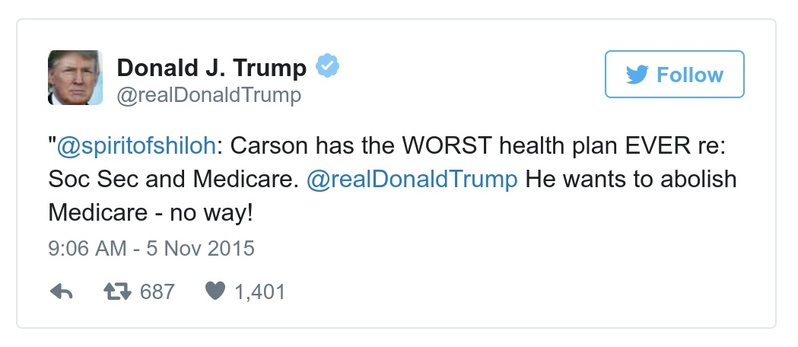 Donald J. Trump
@realDonaldTrump
Follow
"@spiritofshiloh: Carson has the WORST health plan EVER re:
Soc Sec and Medicare. @realDonaldTrump He wants to abolish
Medicare - no way!
9:06 AM - 5 Nov 2015
687 1,401